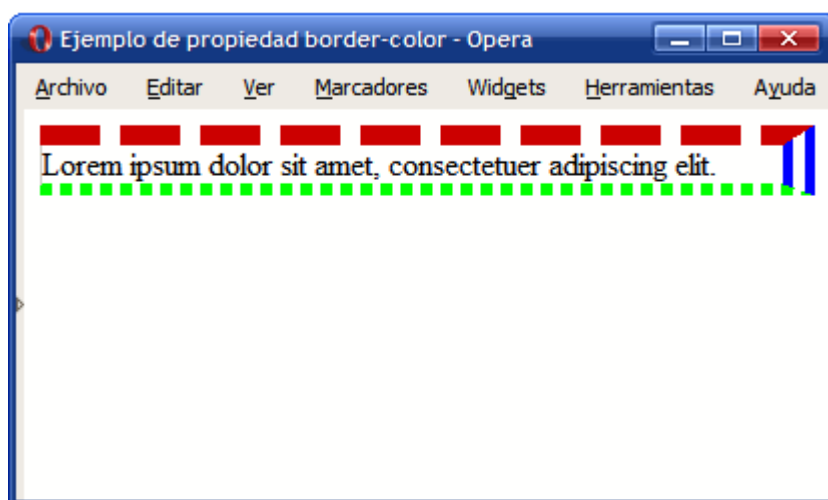 Ejemplo de propiedad border-color - Opera
Archivo Editar Ver Marcadores Widgets Herramientas Ayuda
Lorem ipsum dolor sit amet, consectetuer adipiscing elit.